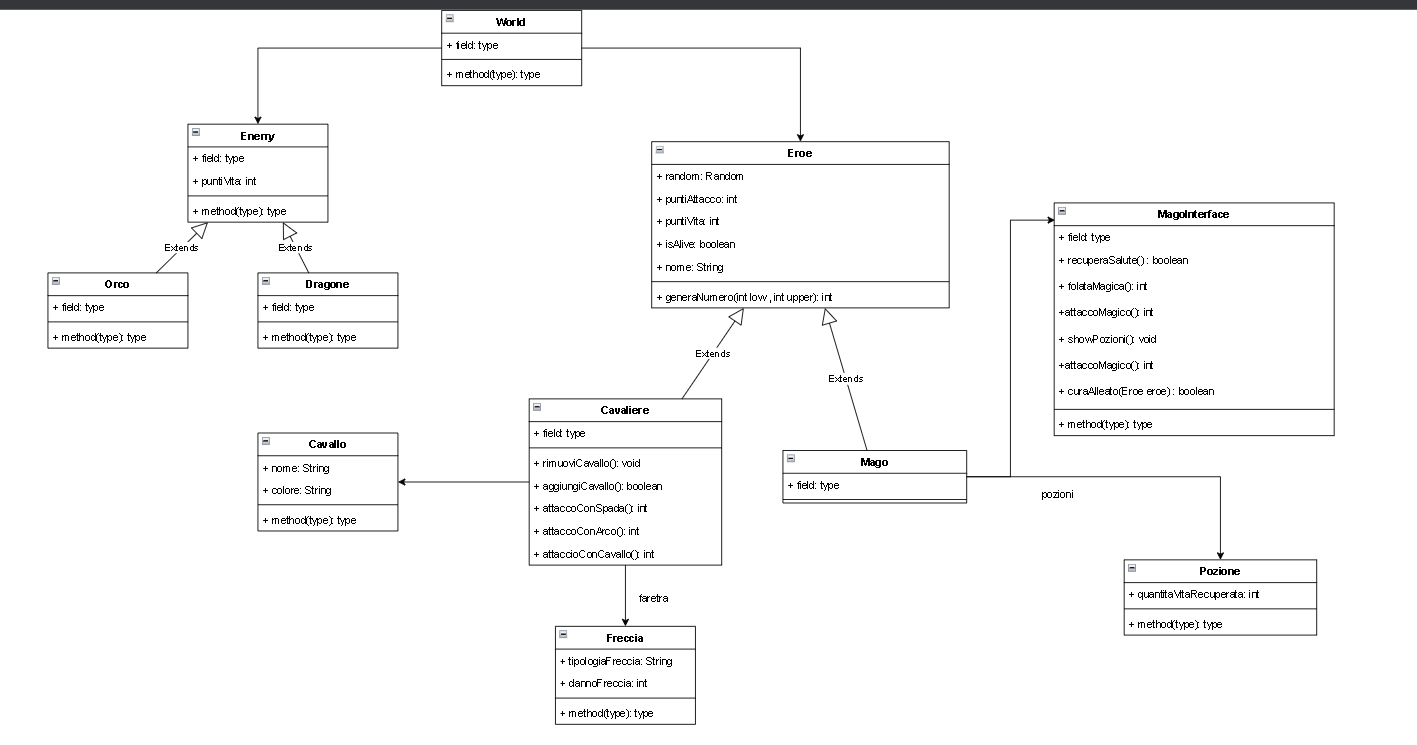 World
+ field: type
+ method(type): type
Enemy
+ field: type
+ puntiVita: int
+ method(type): type
Extends
Extends
Orco
+ field: type
+ method(type): type
Dragone
+ field: type
+ method(type): type
Eroe
+ random: Random
+ puntiAttacco: int
+ puntiVita: int
+ isAlive: boolean
+ nome: String
+ generaNumero(int low , int upper): int
Extends
Extends
MagoInterface
+ field: type
+ recuperaSalute() : boolean
+ folataMagica(): int
+attaccoMagico(): int
+ showPozioni(): void
+attaccoMagico(): int
+ curaAlleato(Eroe eroe) : boolean
+ method(type): type
Cavaliere
+ field: type
+ rimuoviCavallo(): void
+ aggiungiCavallo(): boolean
+ attaccoConSpada(): int
+ attaccoConArco(): int
+ attaccioConCavallo(): int
Cavallo
+ nome: String
+ colore: String
+ method(type): type
Mago
+ field: type
pozioni
faretra
Freccia
+ tipologiaFreccia: String
+ dannoFreccia: int
+ method(type): type
Pozione
+ quantitaVitaRecuperata: int
+ method(type): type